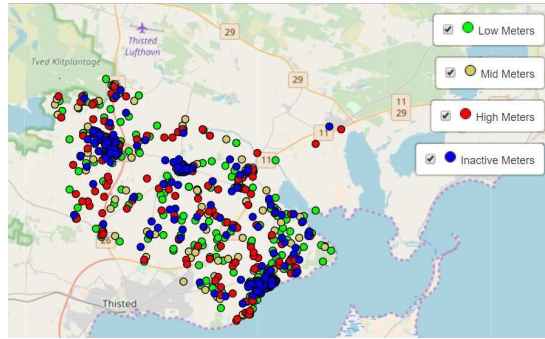 29
Low Meters
Thisted
Lufthavn
Tved Klitplantage
Mid Meters
29
11
29
High Meters
11
11
Inactive Meters
26
Thisted